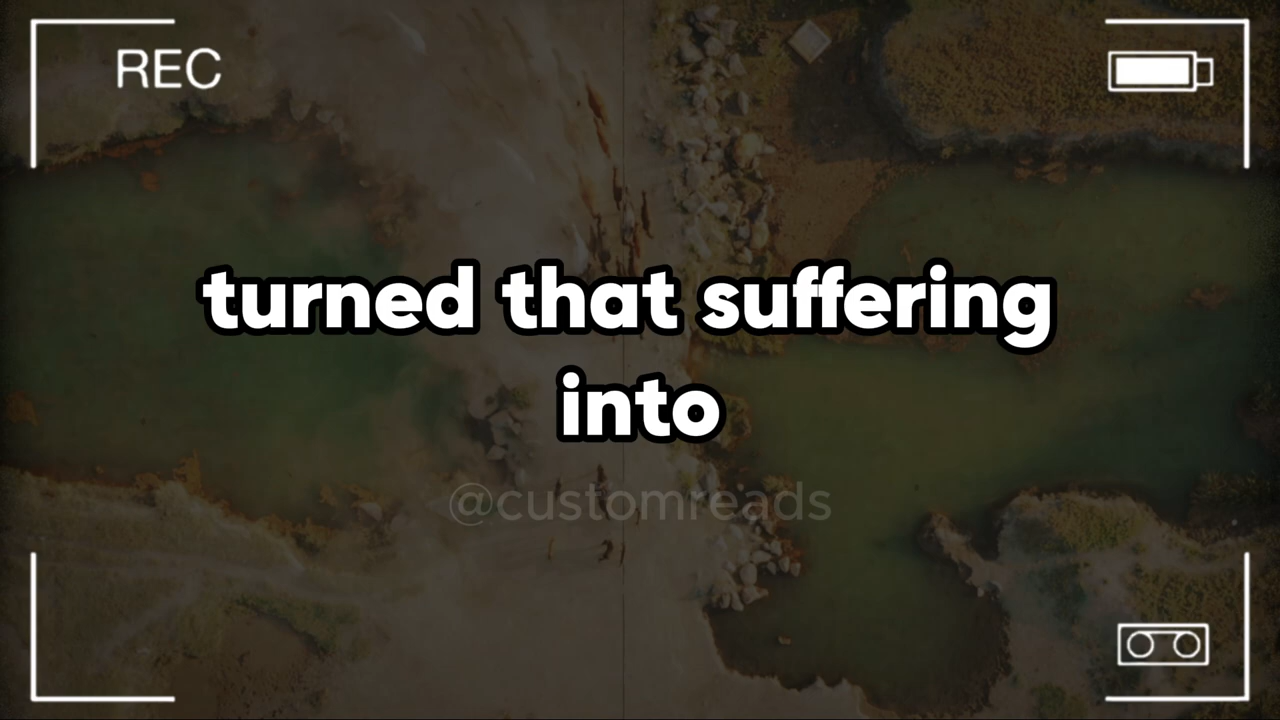 REC
turned that suffering
into
@customreads